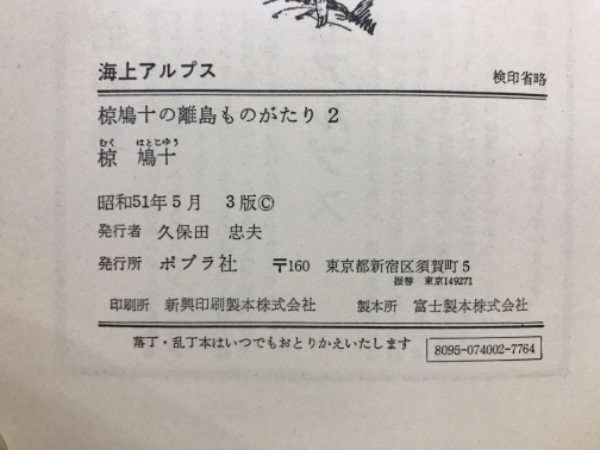 海上アルプス 検印省略
椋鳩十の離島ものがたり 2
むく はとじゆう
椋 鳩十
昭和51年5月 3版©
発行者 久保田 忠夫
発行所 ポプラ社 〒160 東京都新宿区須賀町5
振替 東京149271
印刷所 新興印刷製本株式会社 製本所 富士製本株式会社
落丁・乱丁本はいつでもおとりかえいたします 8095-074002-7764